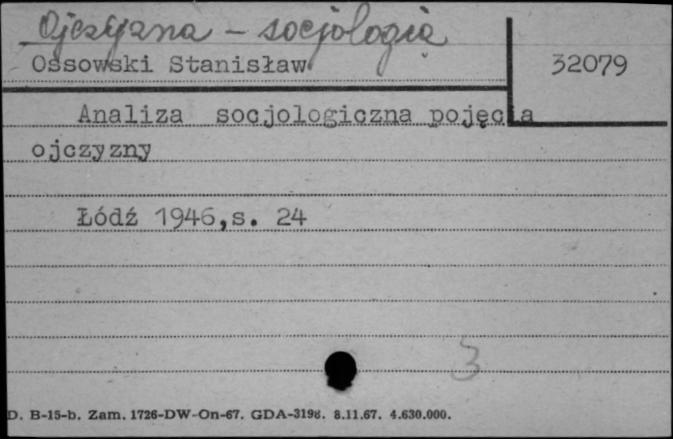 Ojczyzna - socjologia
Ossowski Stanisław
32079
Analiza socjologiczna pojęcia
ojczyzny
Łódź 1946,s. 24
3
D. B-15-b. Zam. 1726-DW-On-67. GDA-3198. 8.11.67. 4.630.000.